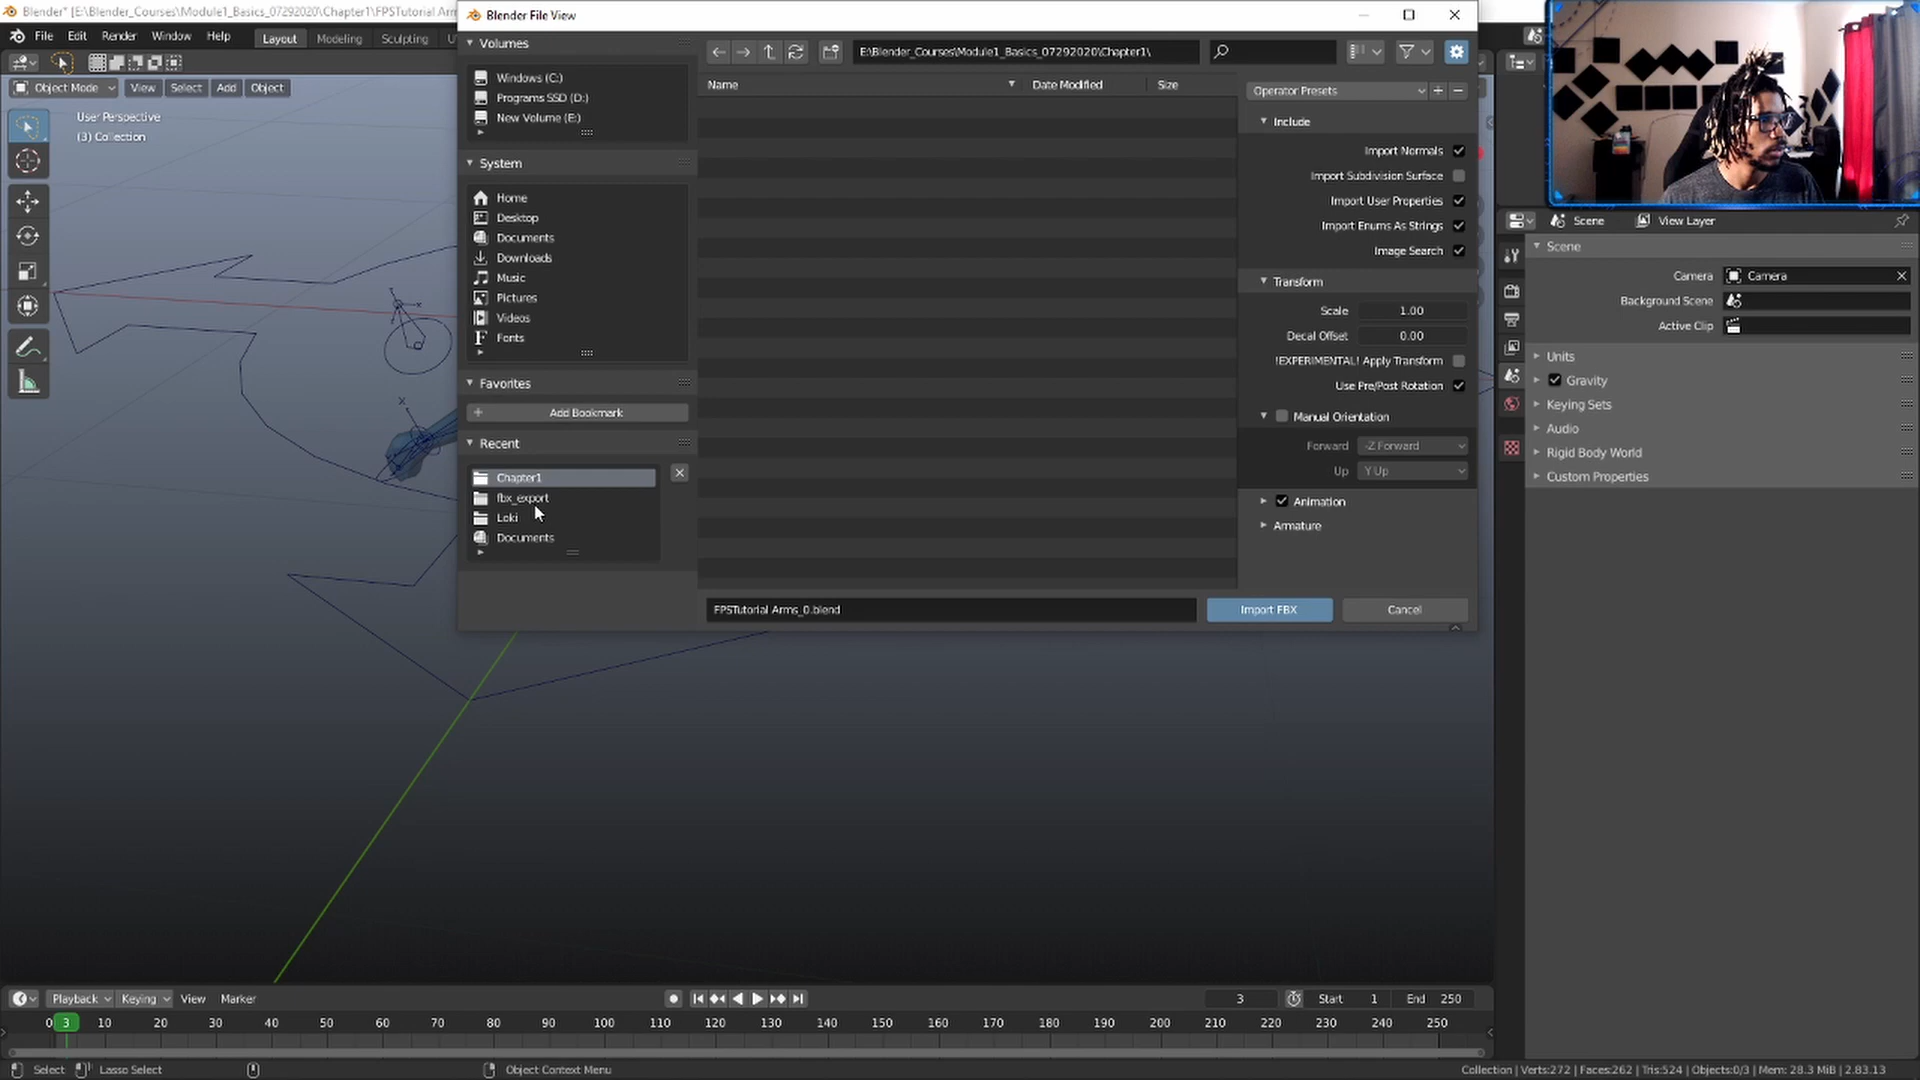 Blender* [E:\Blender_Courses\Module1_Basics_07292020\Chapter1\FPSTutorial Arm
File Edit Render Window Help Layout Modeling Sculpting U
Object Mode View Select Add Object
User Perspective
(3) Collection
Blender File View
Volumes
Windows (C:)
Programs SSD (D:)
New Volume (E:)
System
Home
Desktop
Documents
Downloads
Music
Pictures
Videos
Fonts
Favorites
Add Bookmark
Recent
Chapter1
fbx_export
Loki
Documents
E:\Blender_Courses\Module1_Basics_07292020\Chapter1\
Name Date Modified Size
FPSTutorial Arms_0.blend
Import FBX Cancel
Operator Presets
Include
Import Normals
Import Subdivision Surface
Import User Properties
Import Enums As Strings
Image Search
Transform
Scale 1.00
Decal Offset 0.00
!EXPERIMENTAL! Apply Transform
Use Pre/Post Rotation
Manual Orientation
Forward -Z Forward
Up Y Up
Animation
Armature
Scene View Layer
Scene
Camera Camera
Background Scene
Active Clip
Units
Gravity
Keying Sets
Audio
Rigid Body World
Custom Properties
Playback Keying View Marker 3 Start 1 End 250
0 3 10 20 30 40 50 60 70 80 90 100 110 120 130 140 150 160 170 180 190 200 210 220 230 240 250
Select Lasso Select Object Context Menu Collection | Verts:272 | Faces:262 | Tris:524 | Objects:0/3 | Mem: 28.3 MiB | 2.83.13